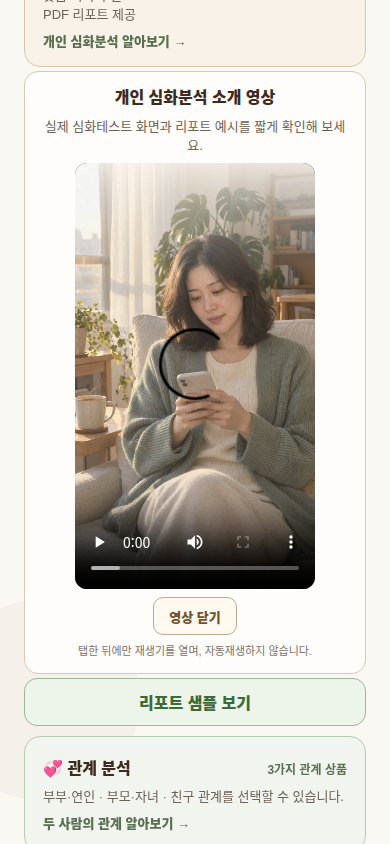 PDF 리포트 제공
개인 심화분석 알아보기 →
개인 심화분석 소개 영상
실제 심화테스트 화면과 리포트 예시를 짧게 확인해 보세
요.
0:00
영상 닫기
탭한 뒤에만 재생기를 열며, 자동재생하지 않습니다.
리포트 샘플 보기
💞 관계 분석
3가지 관계 상품
부부·연인 · 부모·자녀 · 친구 관계를 선택할 수 있습니다.
두 사람의 관계 알아보기 →